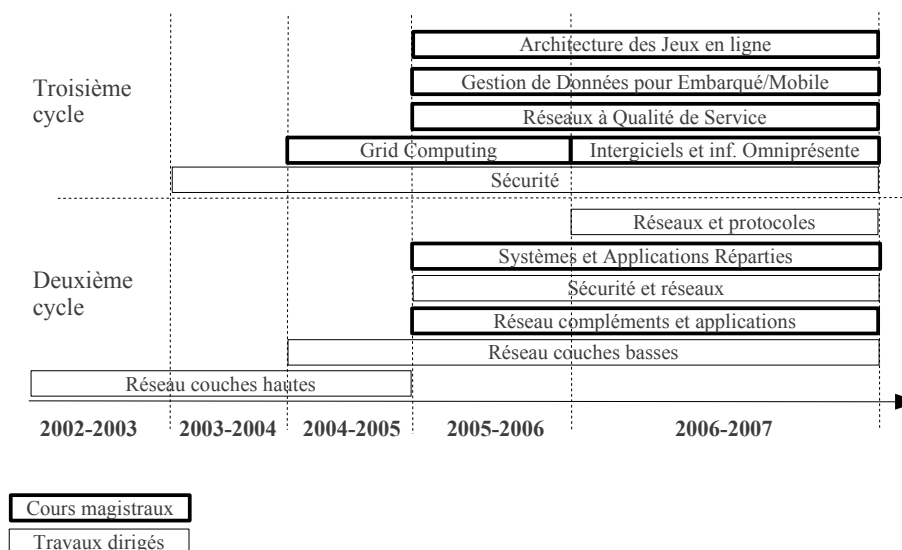 Architecture des Jeux en ligne
Troisième
cycle
Gestion de Données pour Embarqué/Mobile
Réseaux à Qualité de Service
Grid Computing
Intergiciels et inf. Omniprésente
Sécurité
Réseaux et protocoles
Deuxième
cycle
Systèmes et Applications Réparties
Sécurité et réseaux
Réseau compléments et applications
Réseau couches basses
Réseau couches hautes
2002-2003
2003-2004
2004-2005
2005-2006
2006-2007
Cours magistraux
Travaux dirigés